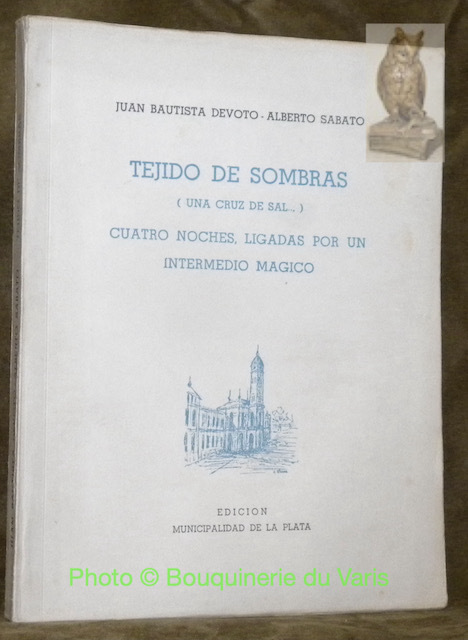 JUAN BAUTISTA DEVOTO - ALBERTO SABATO
TEJIDO DE SOMBRAS
( UNA CRUZ DE SAL... )
CUATRO NOCHES, LIGADAS POR UN
INTERMEDIO MAGICO
EDICION
MUNICIPALIDAD DE LA PLATA
Photo © Bouquinerie du Varis